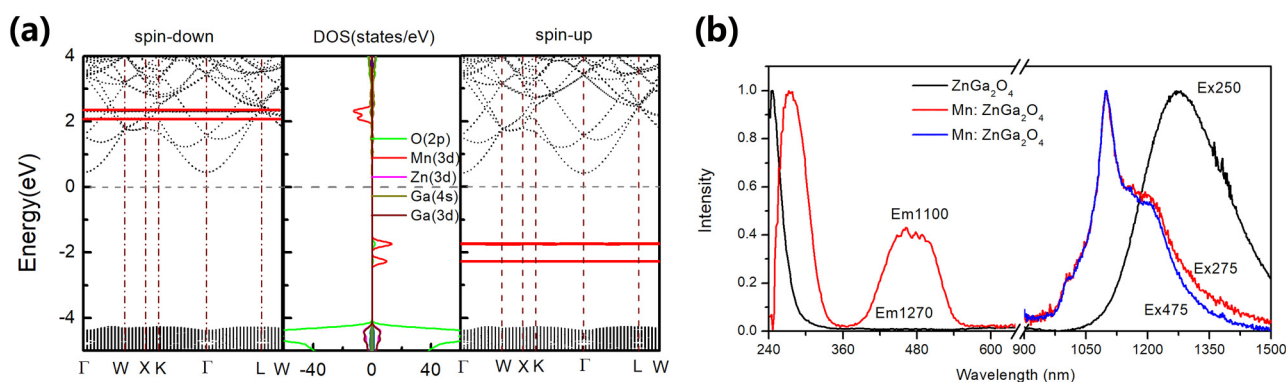 (a)
spin-down
DOS(states/eV)
spin-up
Energy(eV)
4
2
0
-2
-4
O(2p)
Mn(3d)
Zn(3d)
Ga(4s)
Ga(3d)
Γ W X K Γ L W
-40 0 40
Γ W X K Γ L W
(b)
Intensity
1.0
0.8
0.6
0.4
0.2
0.0
ZnGa₂O₄
Mn: ZnGa₂O₄
Mn: ZnGa₂O₄
Ex250
Em1100
Ex275
Em1270
Ex475
240 360 480 600 900 1050 1200 1350 1500
Wavelength (nm)